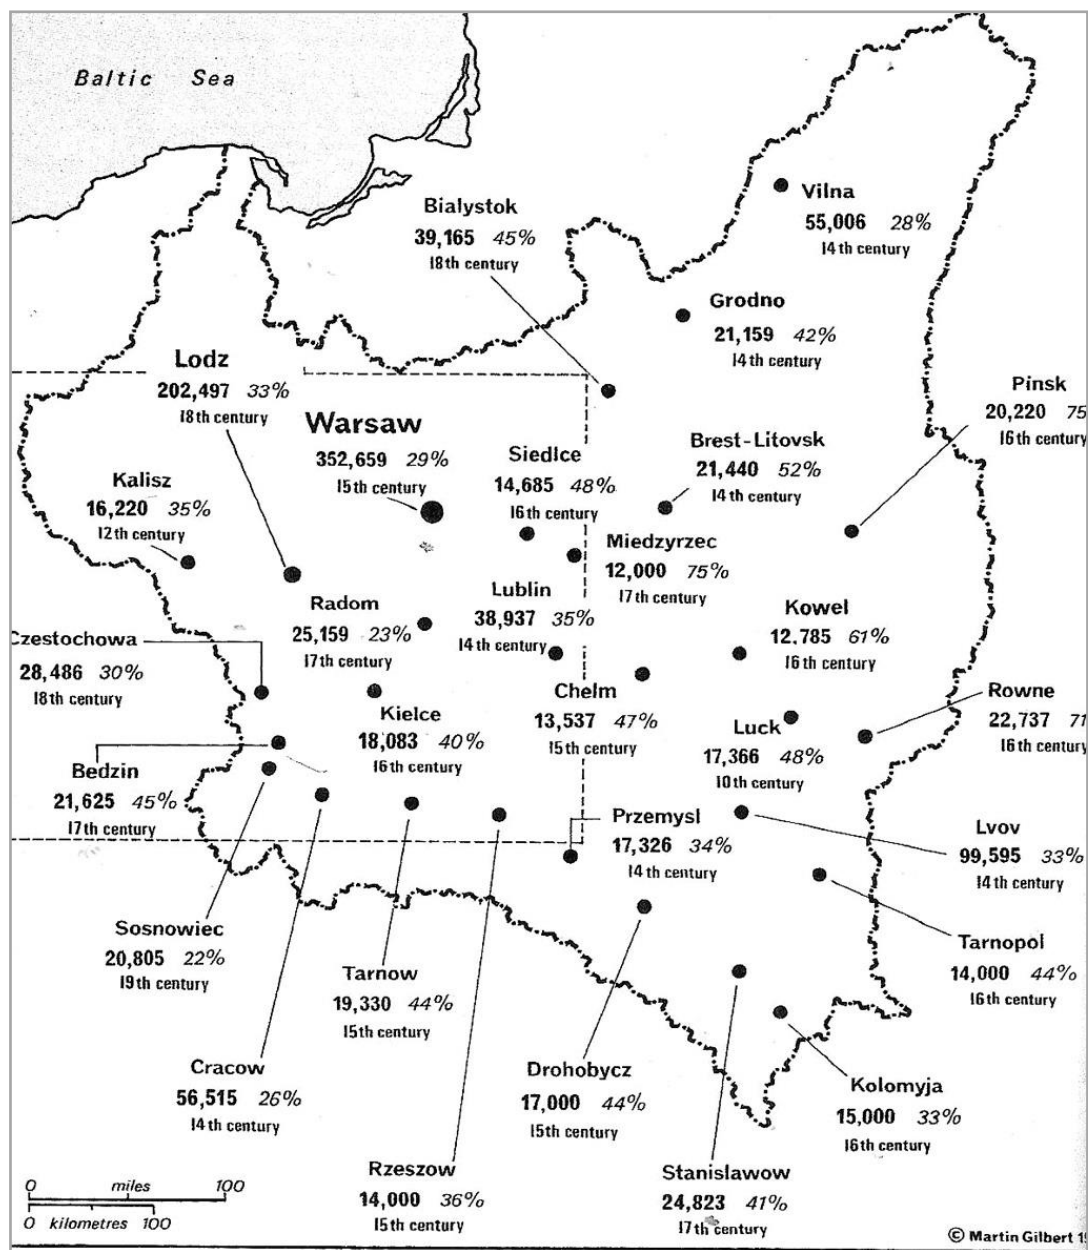 Baltic Sea
Vilna
55,006 28%
14th century
Bialystok
39,165 45%
18th century
Grodno
21,159 42%
14th century
Lodz
202,497 33%
18th century
Pinsk
20,220 75
16th century
Warsaw
352,659 29%
15th century
Siedlce
14,685 48%
16th century
Brest-Litovsk
21,440 52%
14th century
Kalisz
16,220 35%
12th century
Miedzyrzec
12,000 75%
17th century
Lublin
38,937 35%
14th century
Radom
25,159 23%
17th century
Kowel
12,785 61%
16th century
Czestochowa
28,486 30%
18th century
Chelm
13,537 47%
15th century
Rowne
22,737 71
16th century
Kielce
18,083 40%
16th century
Luck
17,366 48%
10th century
Bedzin
21,625 45%
17th century
Przemysl
17,326 34%
14th century
Lvov
99,595 33%
14th century
Sosnowiec
20,805 22%
19th century
Tarnopol
14,000 44%
16th century
Tarnow
19,330 44%
15th century
Cracow
56,515 26%
14th century
Drohobycz
17,000 44%
15th century
Kolomyja
15,000 33%
16th century
Rzeszow
14,000 36%
15th century
Stanislawow
24,823 41%
17th century
0 miles 100
0 kilometres 100
© Martin Gilbert 1